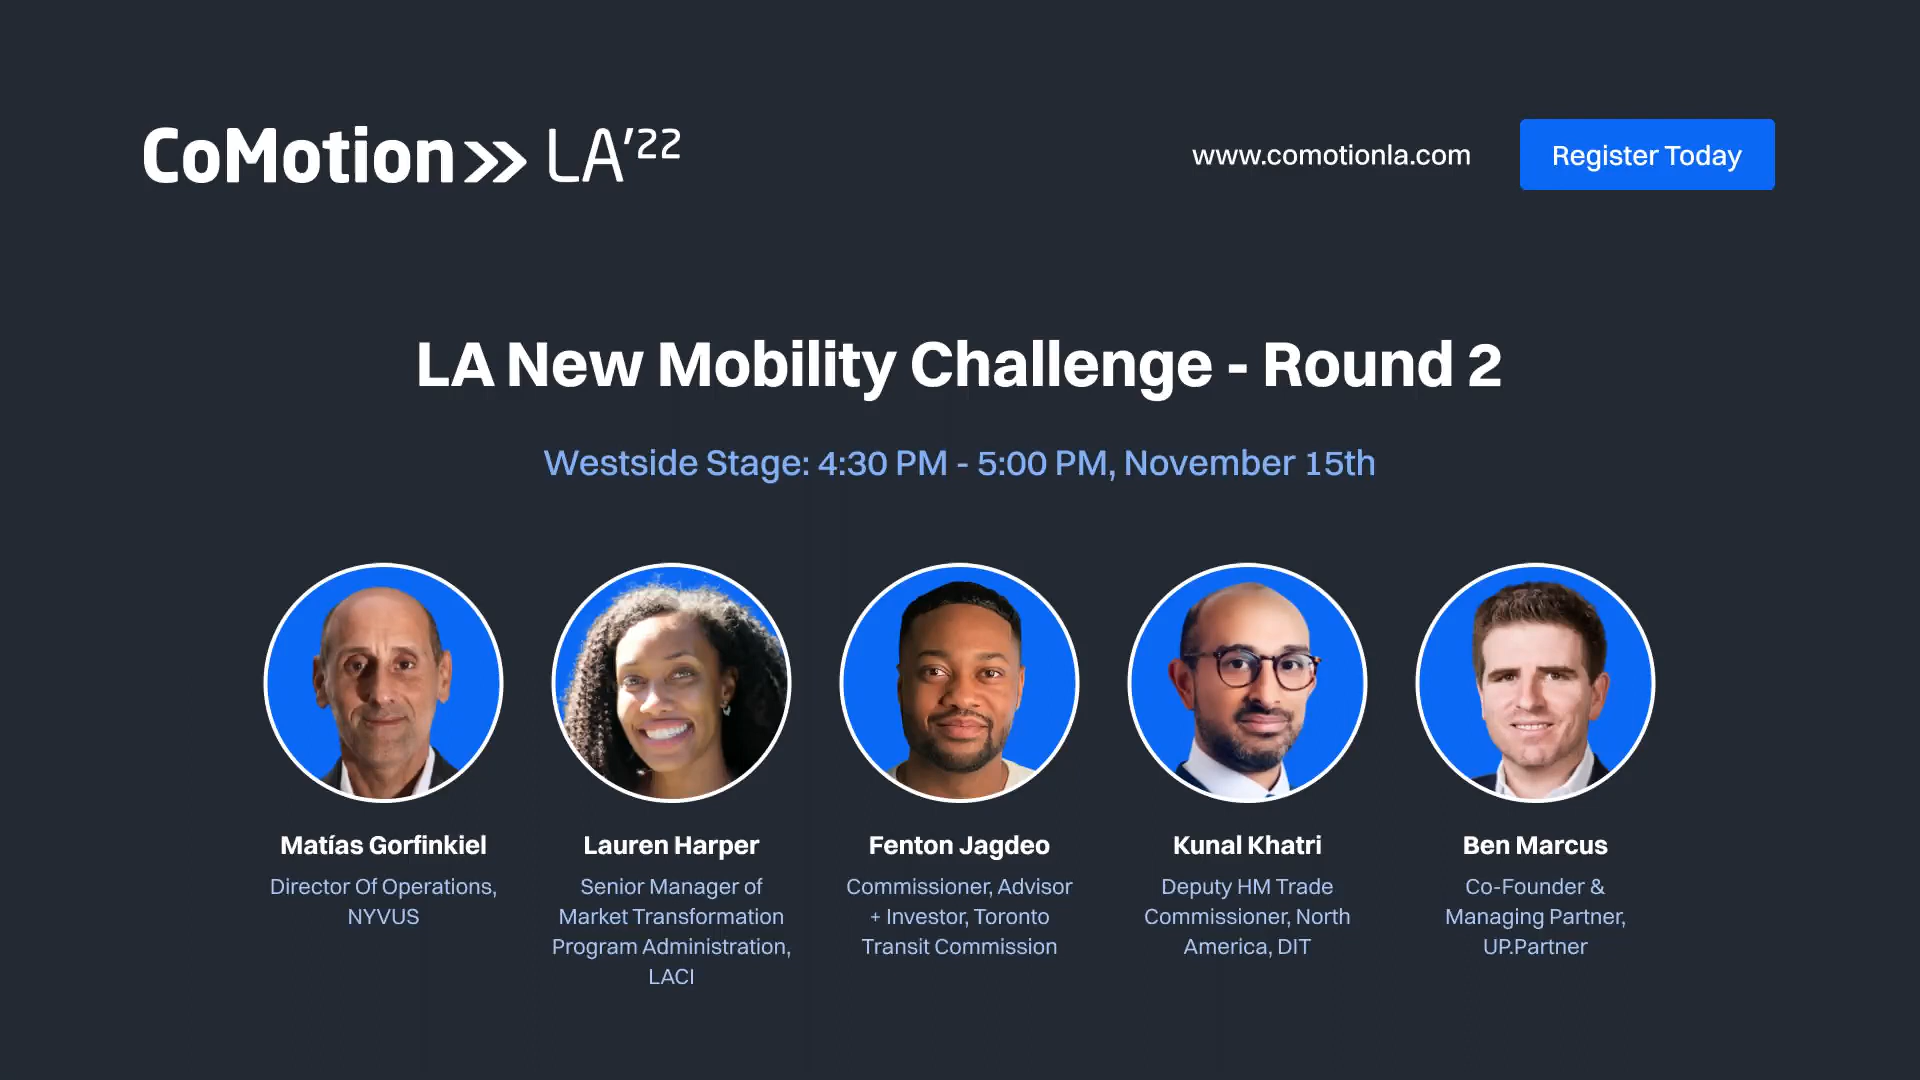 CoMotion>> LA'22
www.comotionla.com
Register Today
LA New Mobility Challenge - Round 2
Westside Stage: 4:30 PM - 5:00 PM, November 15th
Matías Gorfinkiel
Director Of Operations,
NYVUS
Lauren Harper
Senior Manager of
Market Transformation
Program Administration,
LACI
Fenton Jagdeo
Commissioner, Advisor
+ Investor, Toronto
Transit Commission
Kunal Khatri
Deputy HM Trade
Commissioner, North
America, DIT
Ben Marcus
Co-Founder &
Managing Partner,
UP.Partner